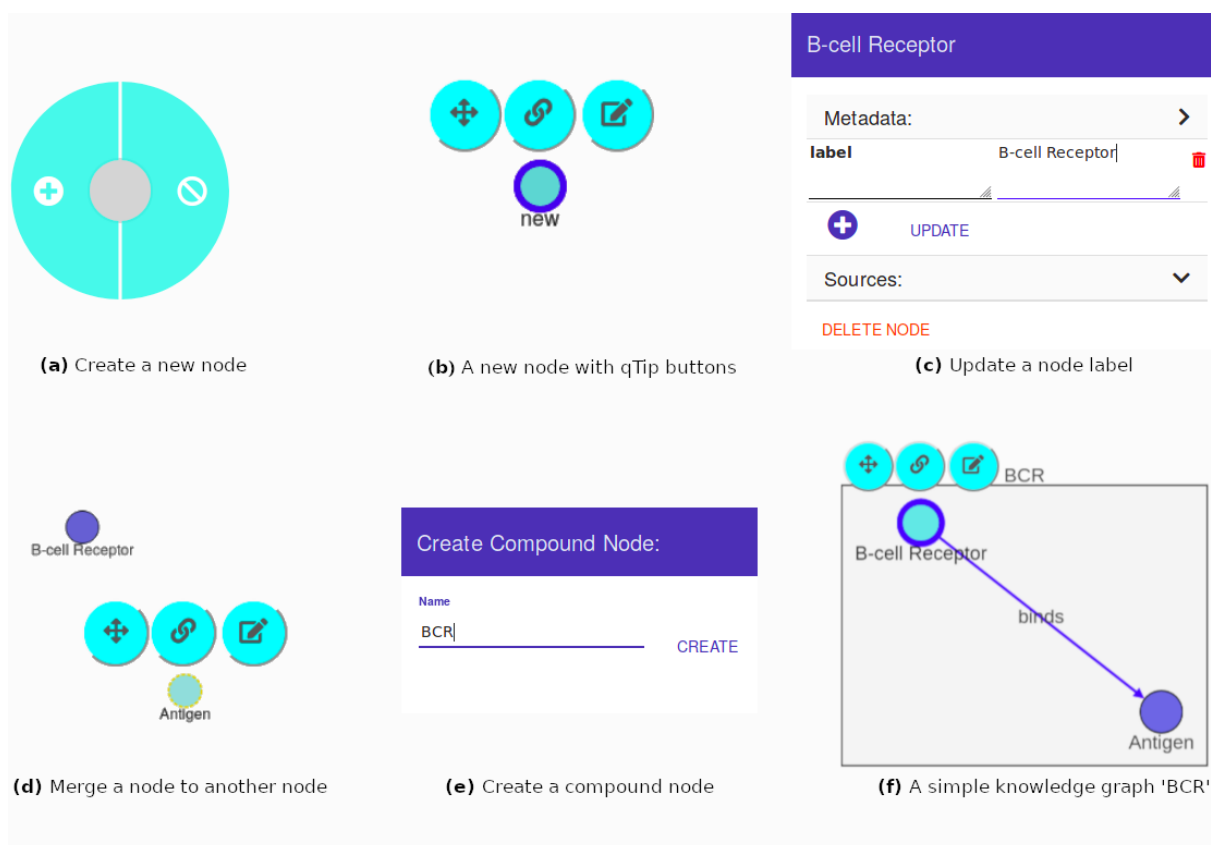 B-cell Receptor
Metadata:
label B-cell Receptor
UPDATE
Sources:
DELETE NODE
new
(a) Create a new node
(b) A new node with qTip buttons
(c) Update a node label
B-cell Receptor
Antigen
Create Compound Node:
Name
BCR
CREATE
BCR
B-cell Receptor
binds
Antigen
(d) Merge a node to another node
(e) Create a compound node
(f) A simple knowledge graph 'BCR'